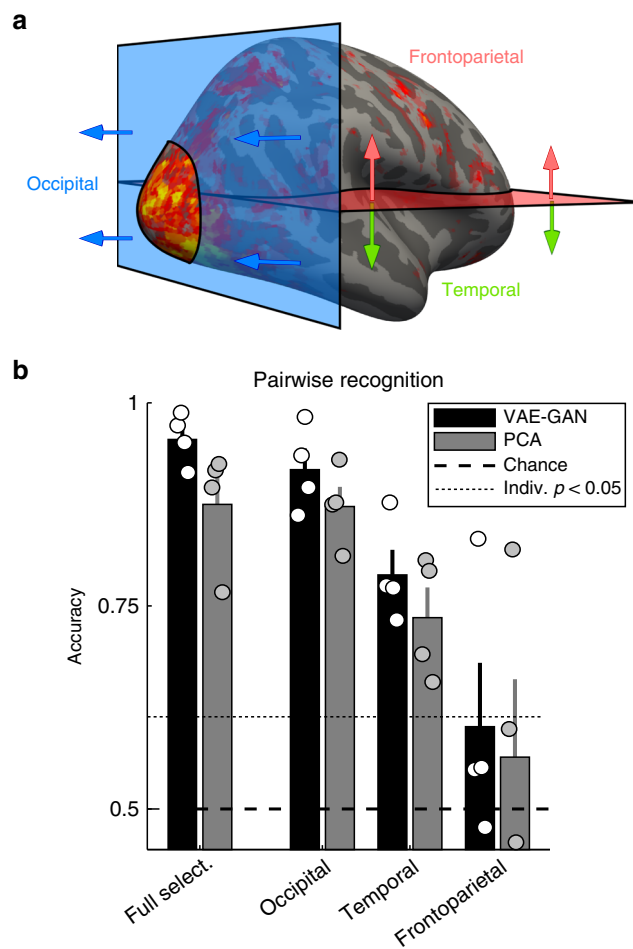 a
Frontoparietal
Occipital
Temporal
b
Pairwise recognition
1
VAE-GAN
PCA
Chance
Indiv. p < 0.05
0.75
Accuracy
0.5
Full select.
Occipital
Temporal
Frontoparietal